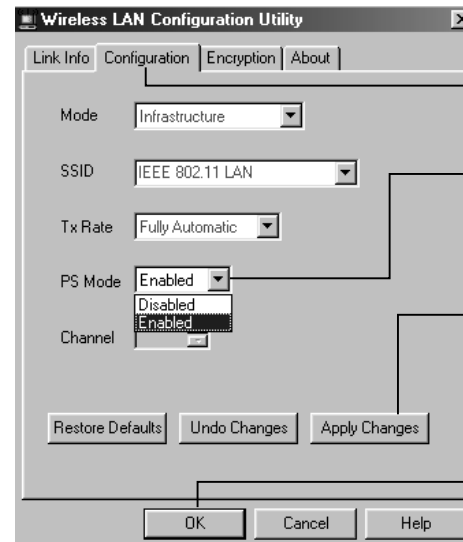 Wireless LAN Configuration Utility
Link Info Configuration Encryption About
Mode Infrastructure
SSID IEEE 802.11 LAN
Tx Rate Fully Automatic
PS Mode Enabled
Disabled
Enabled
Channel
Restore Defaults Undo Changes Apply Changes
OK Cancel Help